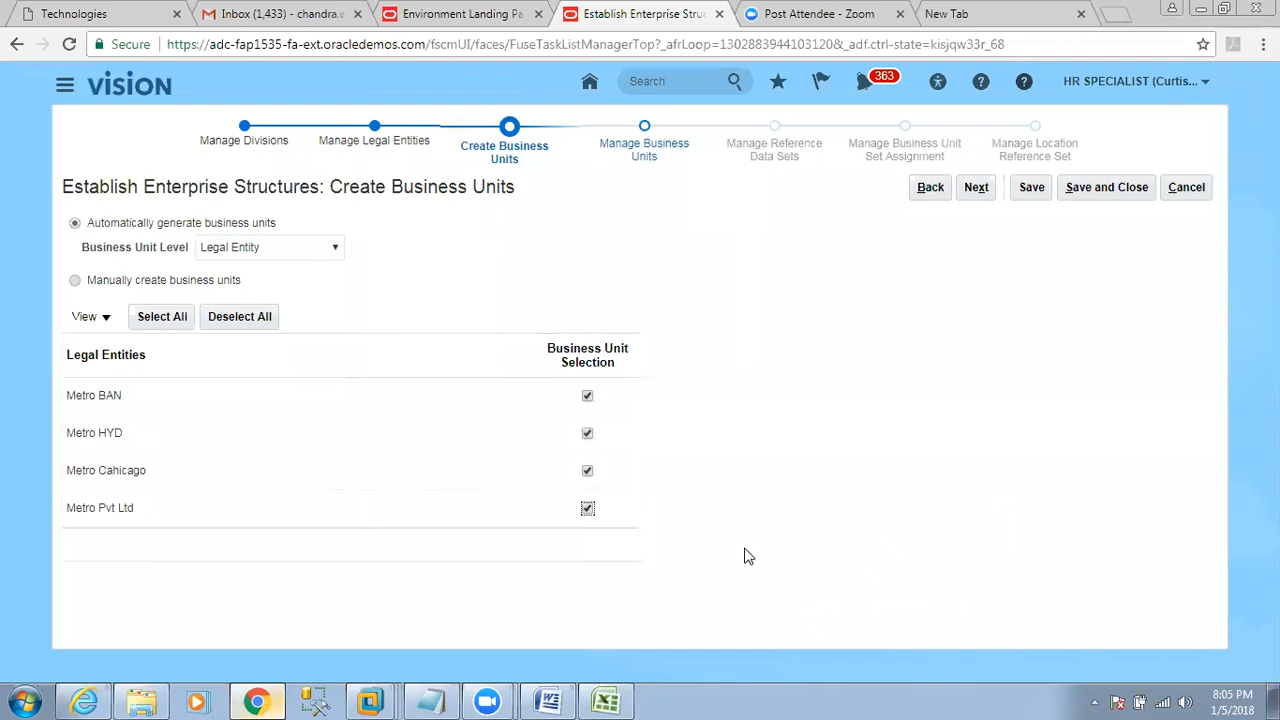 Technologies
Inbox (1,433) - chandra.e
Environment Landing Pa
Establish Enterprise Struc
Post Attendee - Zoom
New Tab
Secure
https://adc-fap1535-fa-ext.oracledemos.com/fscmUI/faces/FuseTaskListManagerTop?_afrLoop=1302883944103120&_adf.ctrl-state=kisjqw33r_68
VISION
Search
363
HR SPECIALIST (Curtis...
Manage Divisions
Manage Legal Entities
Create Business
Units
Manage Business
Units
Manage Reference
Data Sets
Manage Business Unit
Set Assignment
Manage Location
Reference Set
Establish Enterprise Structures: Create Business Units
Back
Next
Save
Save and Close
Cancel
Automatically generate business units
Business Unit Level
Legal Entity
Manually create business units
View
Select All
Deselect All
Legal Entities
Business Unit
Selection
Metro BAN
Metro HYD
Metro Cahicago
Metro Pvt Ltd
8:05 PM
1/5/2018